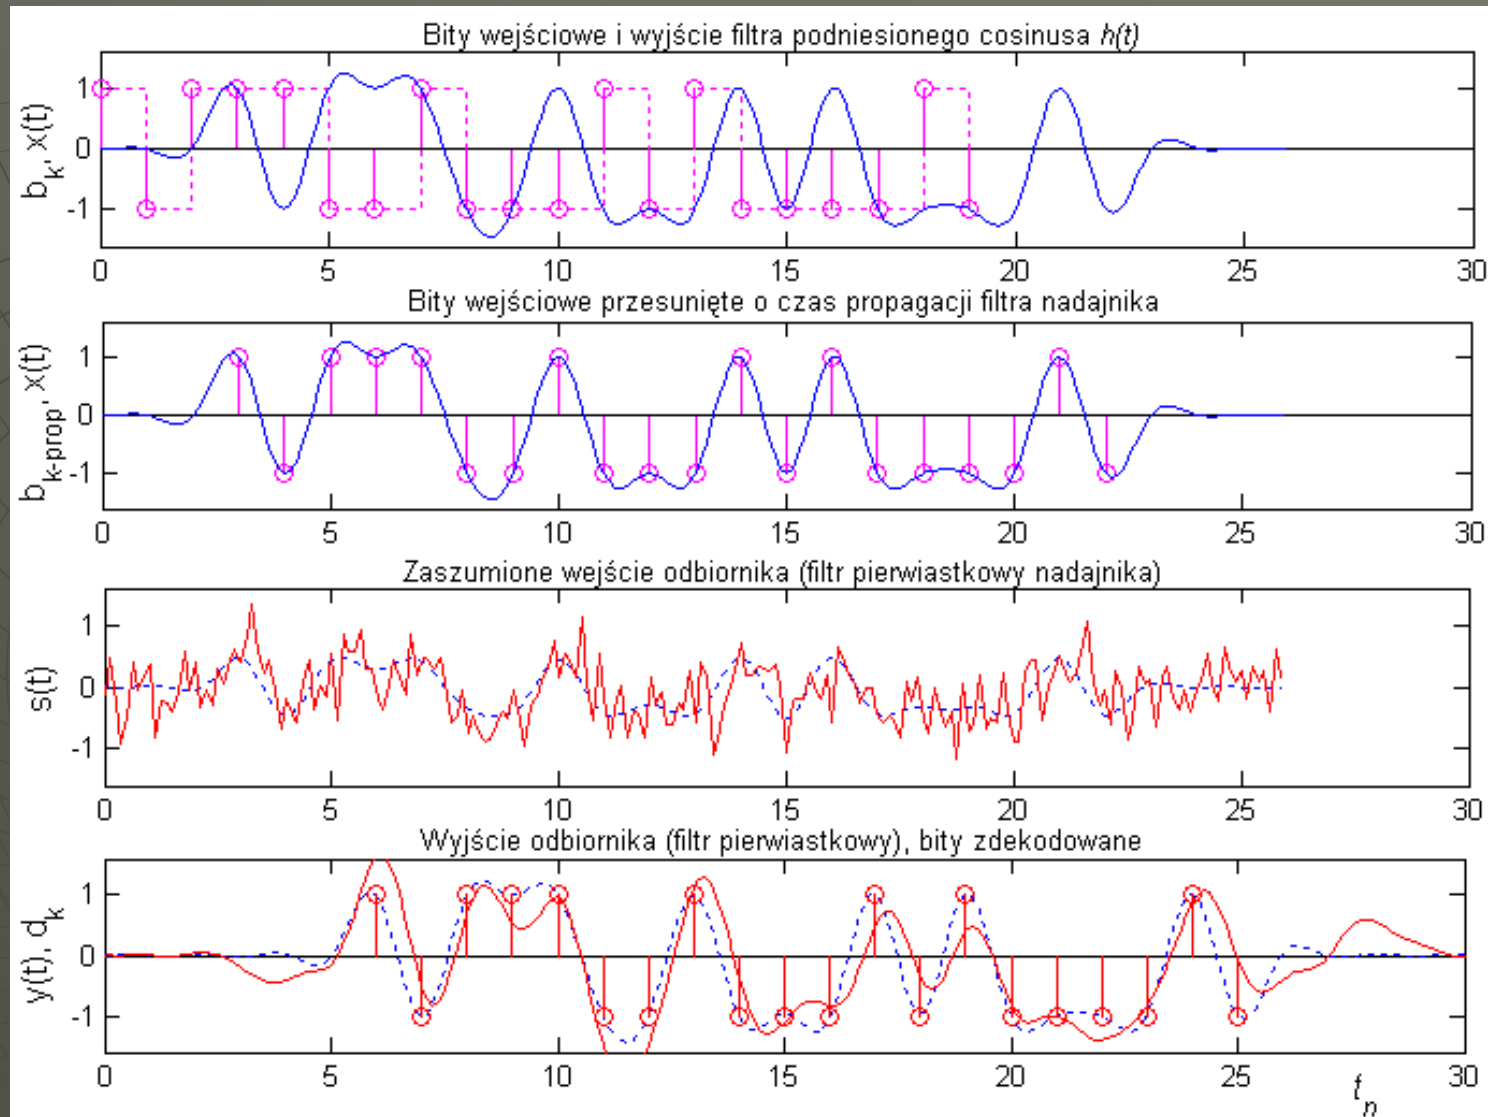 Bity wejściowe i wyjście filtra podniesionego cosinusa h(t)
b_k, x(t)
1
0
-1
0 5 10 15 20 25 30
Bity wejściowe przesunięte o czas propagacji filtra nadajnika
b_k-prop, x(t)
1
0
-1
0 5 10 15 20 25 30
Zaszumione wejście odbiornika (filtr pierwiastkowy nadajnika)
s(t)
1
0
-1
0 5 10 15 20 25 30
Wyjście odbiornika (filtr pierwiastkowy), bity zdekodowane
y(t), d_k
1
0
-1
0 5 10 15 20 25 30
t_n